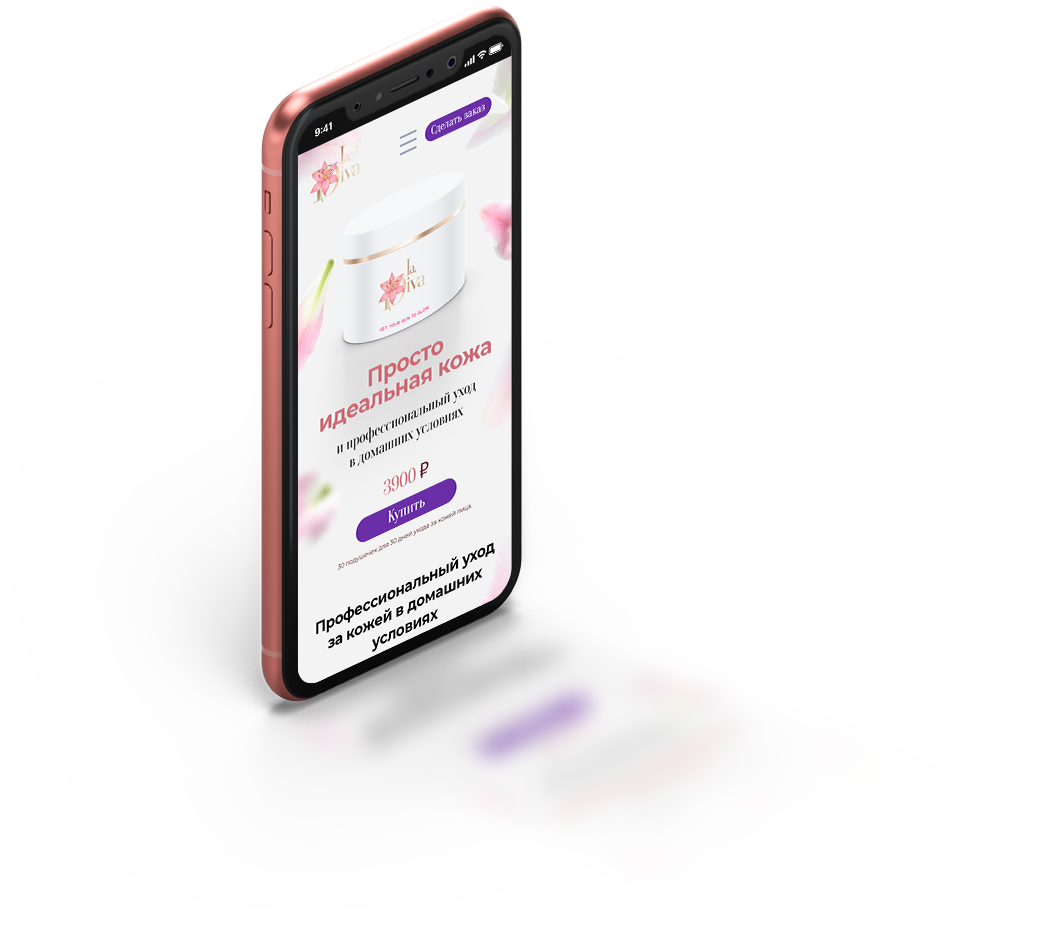 9:41
Сделать заказ
la
Diva
la
Diva
GET YOUR SKIN TO GLOW
Просто
идеальная кожа
и профессиональный уход
в домашних условиях
3900 ₽
Купить
30 подушечек для 30 дней ухода за кожей лица
Профессиональный уход
за кожей в домашних
условиях